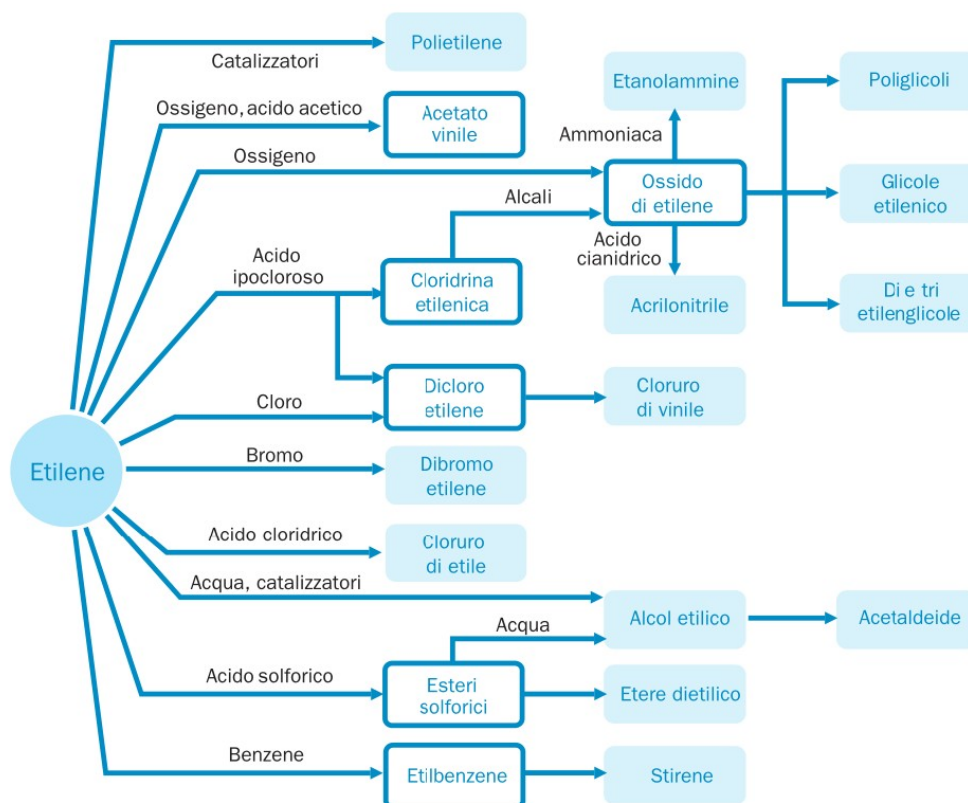 Polietilene
Catalizzatori
Etanolammine
Poliglicoli
Ossigeno, acido acetico
Acetato
vinile
Ammoniaca
Ossigeno
Ossido
di etilene
Glicole
etilenico
Alcali
Acido
cianidrico
Acido
ipocloroso
Cloridrina
etilenica
Acrilonitrile
Di e tri
etilenglicole
Dicloro
etilene
Cloruro
di vinile
Cloro
Bromo
Etilene
Dibromo
etilene
Acido cloridrico
Cloruro
di etile
Acqua, catalizzatori
Alcol etilico
Acetaldeide
Acqua
Acido solforico
Esteri
solforici
Etere dietilico
Benzene
Etilbenzene
Stirene